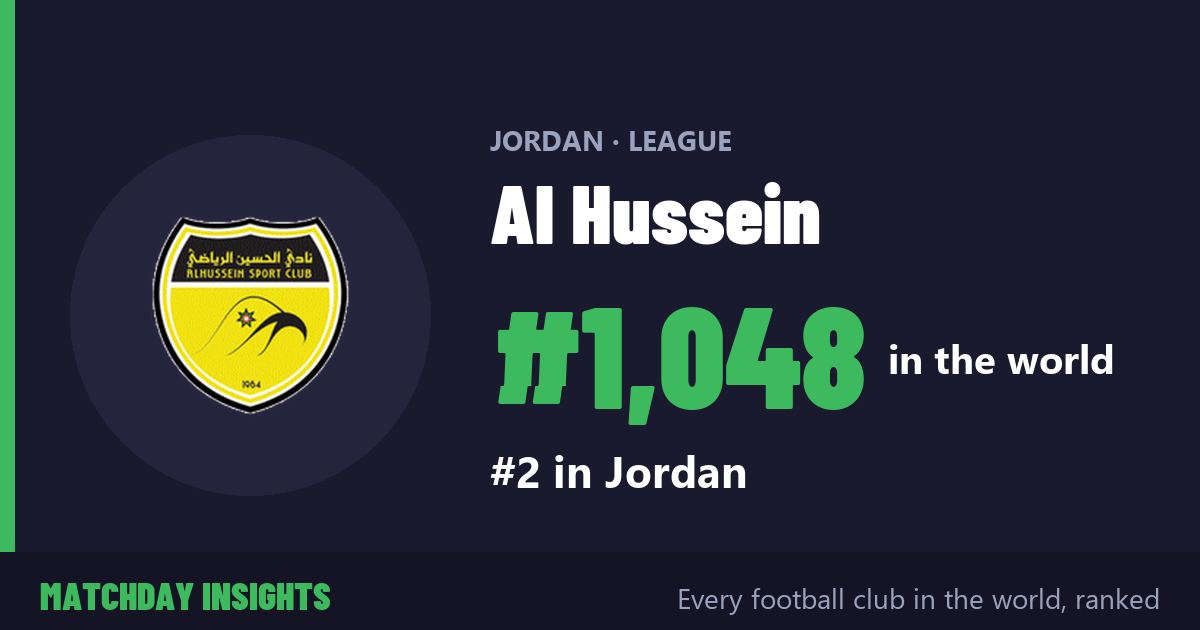 JORDAN · LEAGUE
Al Hussein
#1,048 in the world
#2 in Jordan
نادي الحسين الرياضي
ALHUSSEIN SPORT CLUB
1964
MATCHDAY INSIGHTS
Every football club in the world, ranked